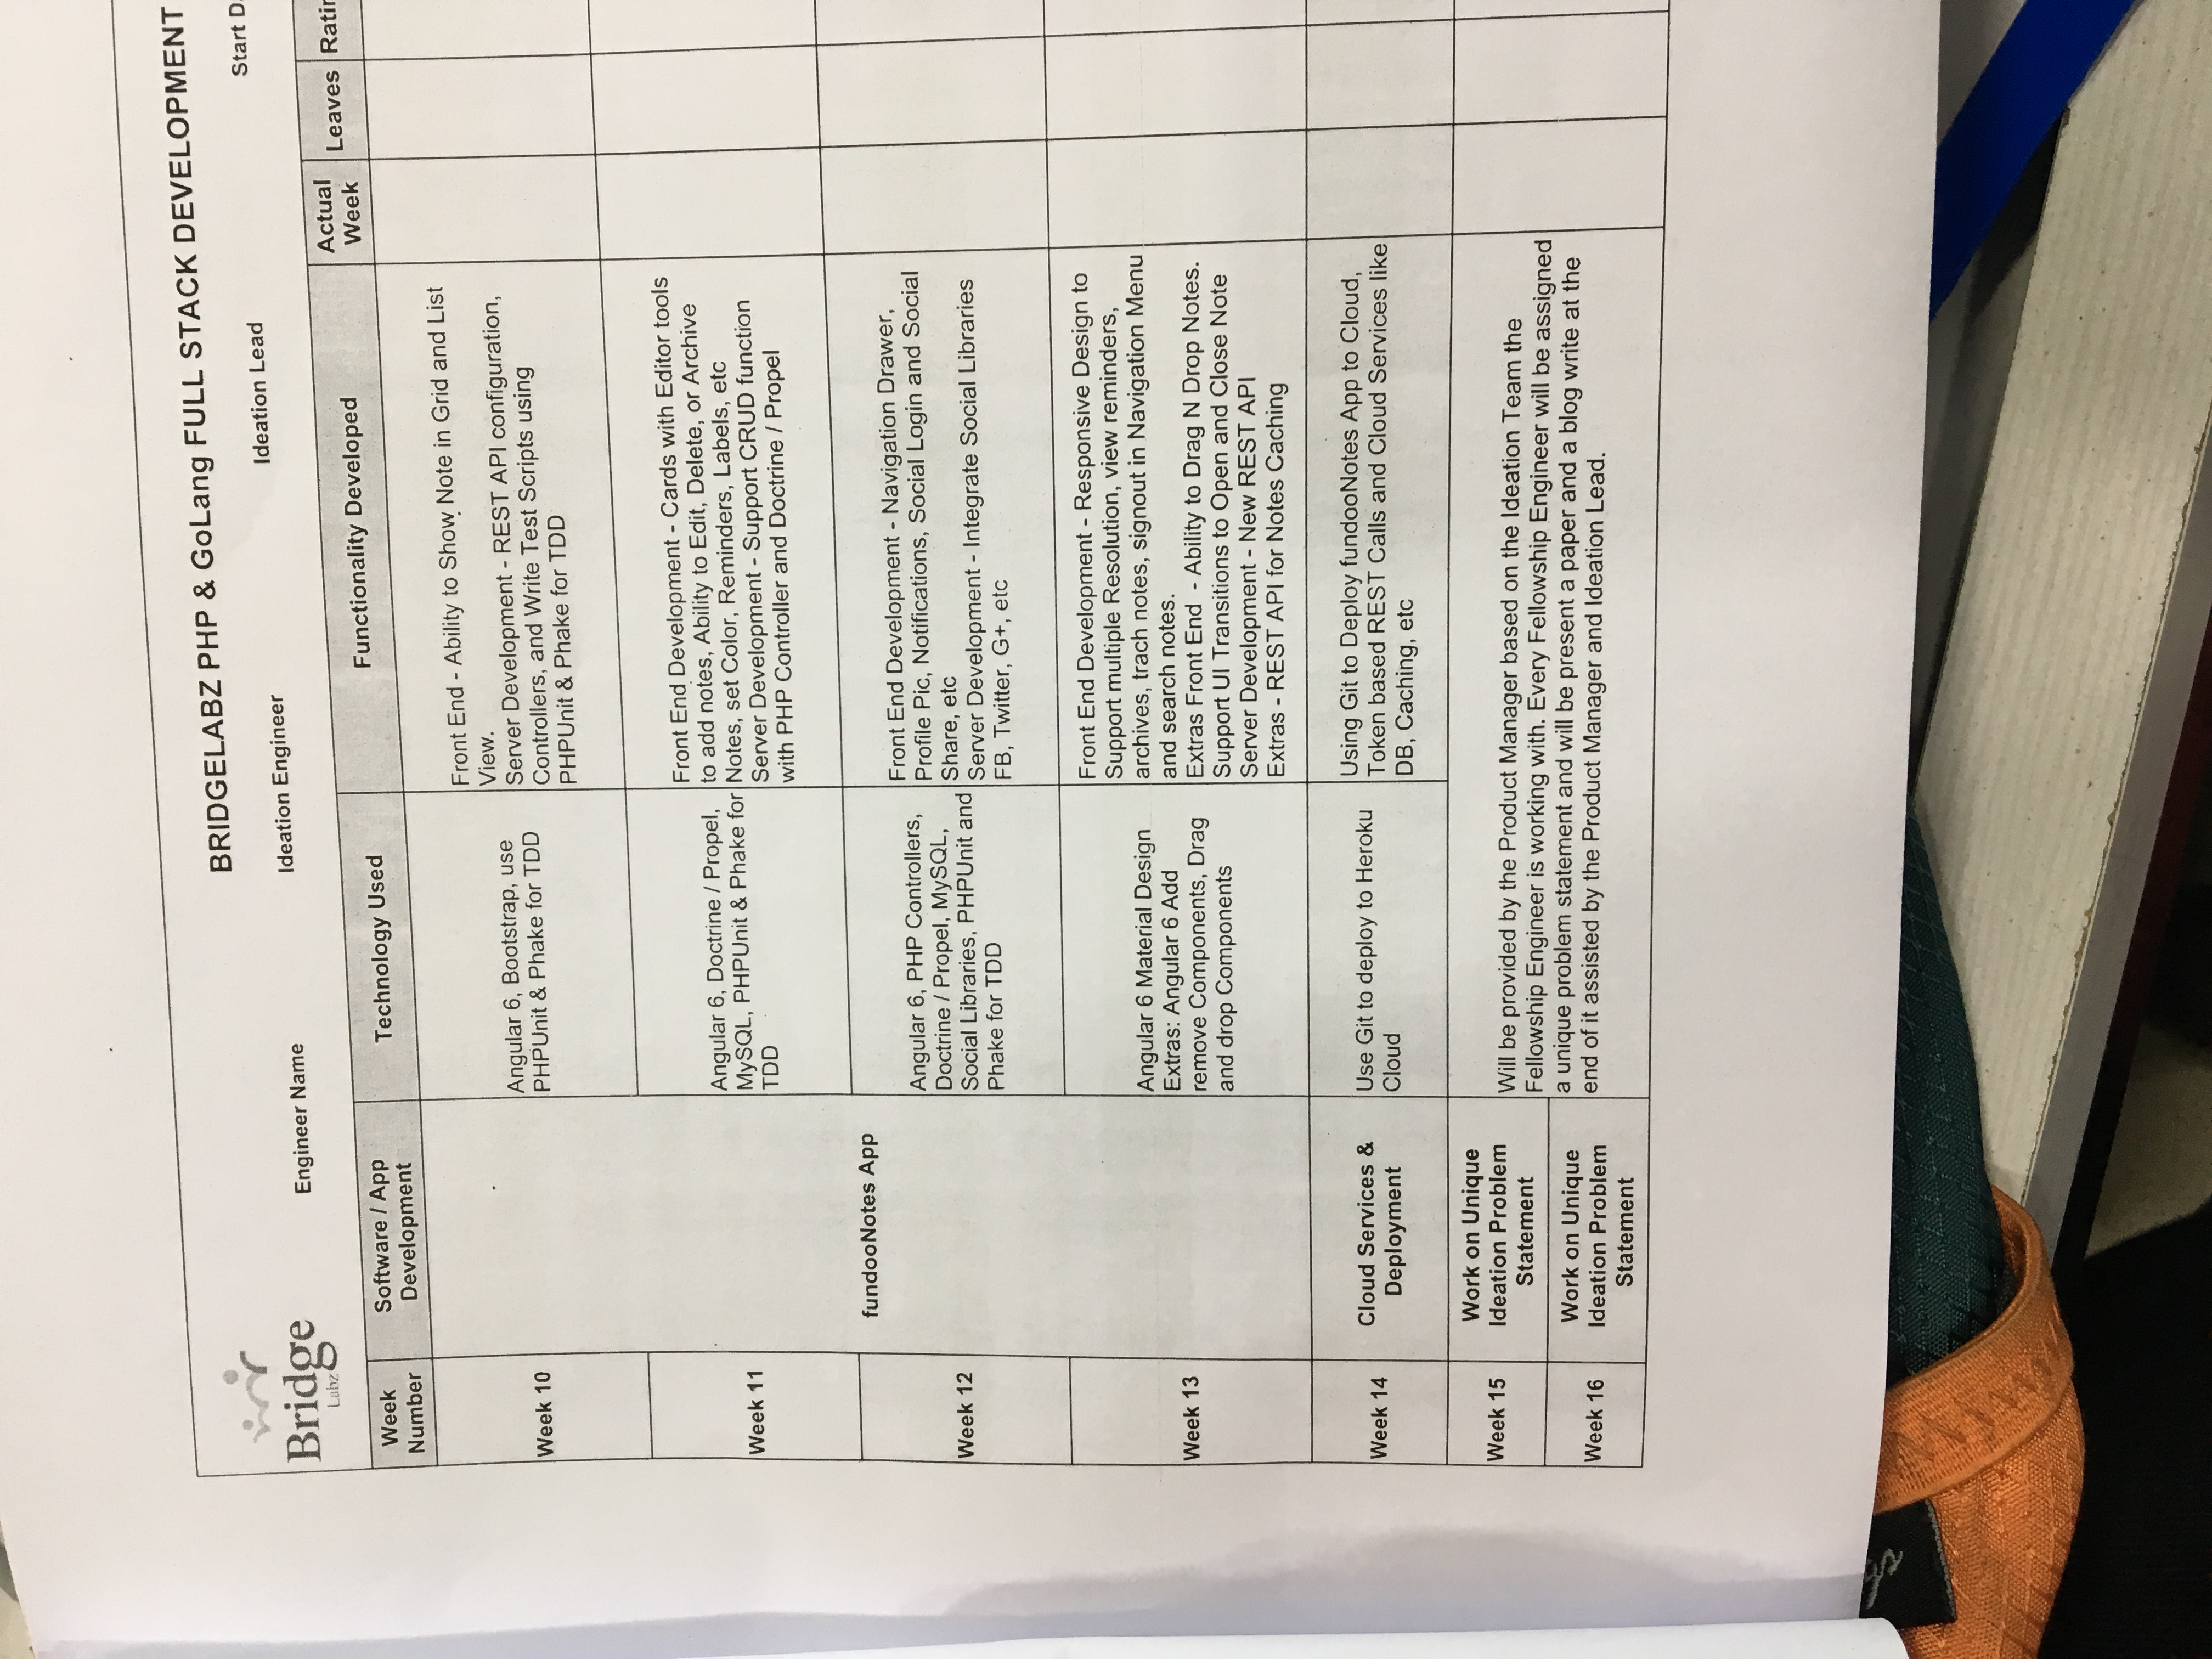 BRIDGELABZ PHP & GoLang FULL STACK DEVELOPMENT
Bridge
Labz
Engineer Name
Ideation Engineer
Ideation Lead
Start D
Week
Number
Software / App
Development
Technology Used
Functionality Developed
Actual
Week
Leaves
Ratin
Week 10
fundooNotes App
Angular 6, Bootstrap, use
PHPUnit & Phake for TDD
Front End - Ability to Show Note in Grid and List
View.
Server Development - REST API configuration,
Controllers, and Write Test Scripts using
PHPUnit & Phake for TDD
Week 11
Angular 6, Doctrine / Propel,
MySQL, PHPUnit & Phake for
TDD
Front End Development - Cards with Editor tools
to add notes, Ability to Edit, Delete, or Archive
Notes, set Color, Reminders, Labels, etc
Server Development - Support CRUD function
with PHP Controller and Doctrine / Propel
Week 12
Angular 6, PHP Controllers,
Doctrine / Propel, MySQL,
Social Libraries, PHPUnit and
Phake for TDD
Front End Development - Navigation Drawer,
Profile Pic, Notifications, Social Login and Social
Share, etc
Server Development - Integrate Social Libraries
FB, Twitter, G+, etc
Week 13
Angular 6 Material Design
Extras: Angular 6 Add
remove Components, Drag
and drop Components
Front End Development - Responsive Design to
Support multiple Resolution, view reminders,
archives, trach notes, signout in Navigation Menu
and search notes.
Extras Front End - Ability to Drag N Drop Notes.
Support UI Transitions to Open and Close Note
Server Development - New REST API
Extras - REST API for Notes Caching
Week 14
Cloud Services &
Deployment
Use Git to deploy to Heroku
Cloud
Using Git to Deploy fundooNotes App to Cloud,
Token based REST Calls and Cloud Services like
DB, Caching, etc
Week 15
Work on Unique
Ideation Problem
Statement
Will be provided by the Product Manager based on the Ideation Team the
Fellowship Engineer is working with. Every Fellowship Engineer will be assigned
a unique problem statement and will be present a paper and a blog write at the
end of it assisted by the Product Manager and Ideation Lead.
Week 16
Work on Unique
Ideation Problem
Statement